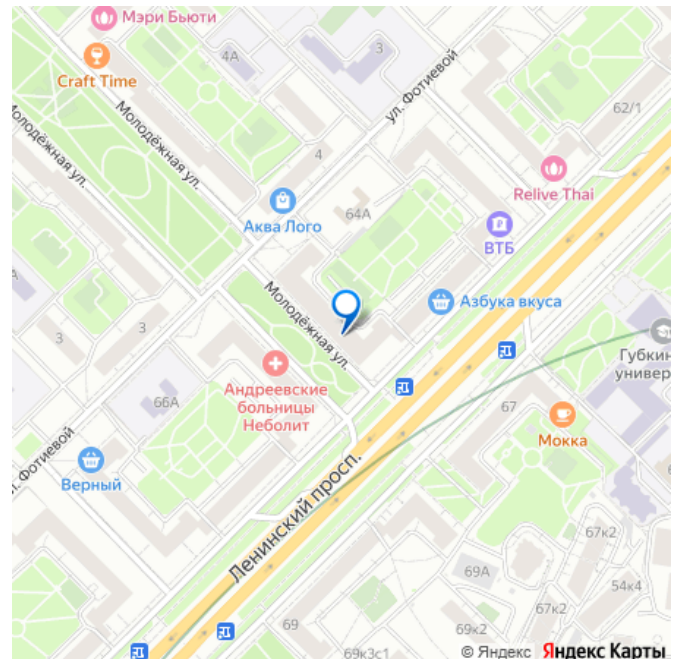 Мэри Бьюти
Craft Time
4А
3
62/1
Молодёжная ул.
ул. Фотиевой
Молодёжная ул.
4
Relive Thai
Аква Лого
64А
ВТБ
Азбука вкуса
Молодёжная ул.
3
3
Губкин
универ
Андреевские
больницы
Неболит
66А
67
Мокка
ул. Фотиевой
Верный
Ленинский просп.
67к2
69А
54к4
67к2
69
69к2
69к3с1
© Яндекс Яндекс Карты